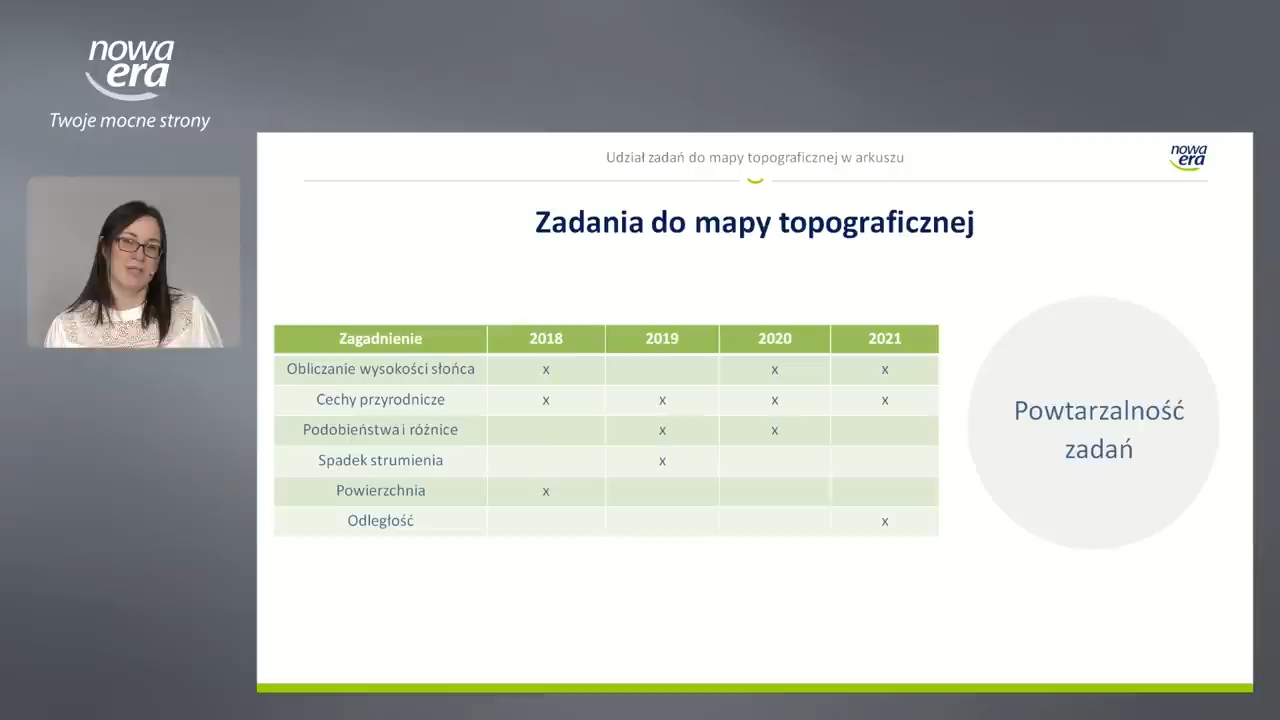 nowa
era
Twoje mocne strony
Udział zadań do mapy topograficznej w arkuszu
nowa
era
Zadania do mapy topograficznej
Zagadnienie 2018 2019 2020 2021
Obliczanie wysokości słońca x x x
Cechy przyrodnicze x x x x
Podobieństwa i różnice x x
Spadek strumienia x
Powierzchnia x
Odległość x
Powtarzalność
zadań